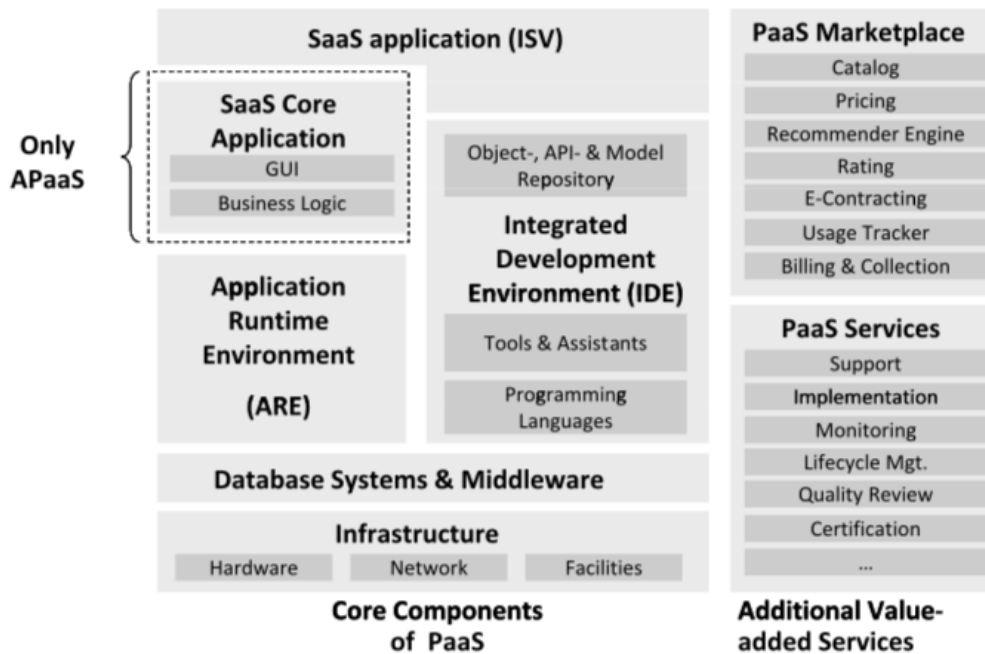 SaaS application (ISV)
Only
APaaS
SaaS Core
Application
GUI
Business Logic
Application
Runtime
Environment
(ARE)
Object-, API- & Model
Repository
Integrated
Development
Environment (IDE)
Tools & Assistants
Programming
Languages
Database Systems & Middleware
Infrastructure
Hardware
Network
Facilities
Core Components
of PaaS
PaaS Marketplace
Catalog
Pricing
Recommender Engine
Rating
E-Contracting
Usage Tracker
Billing & Collection
PaaS Services
Support
Implementation
Monitoring
Lifecycle Mgt.
Quality Review
Certification
...
Additional Value-
added Services